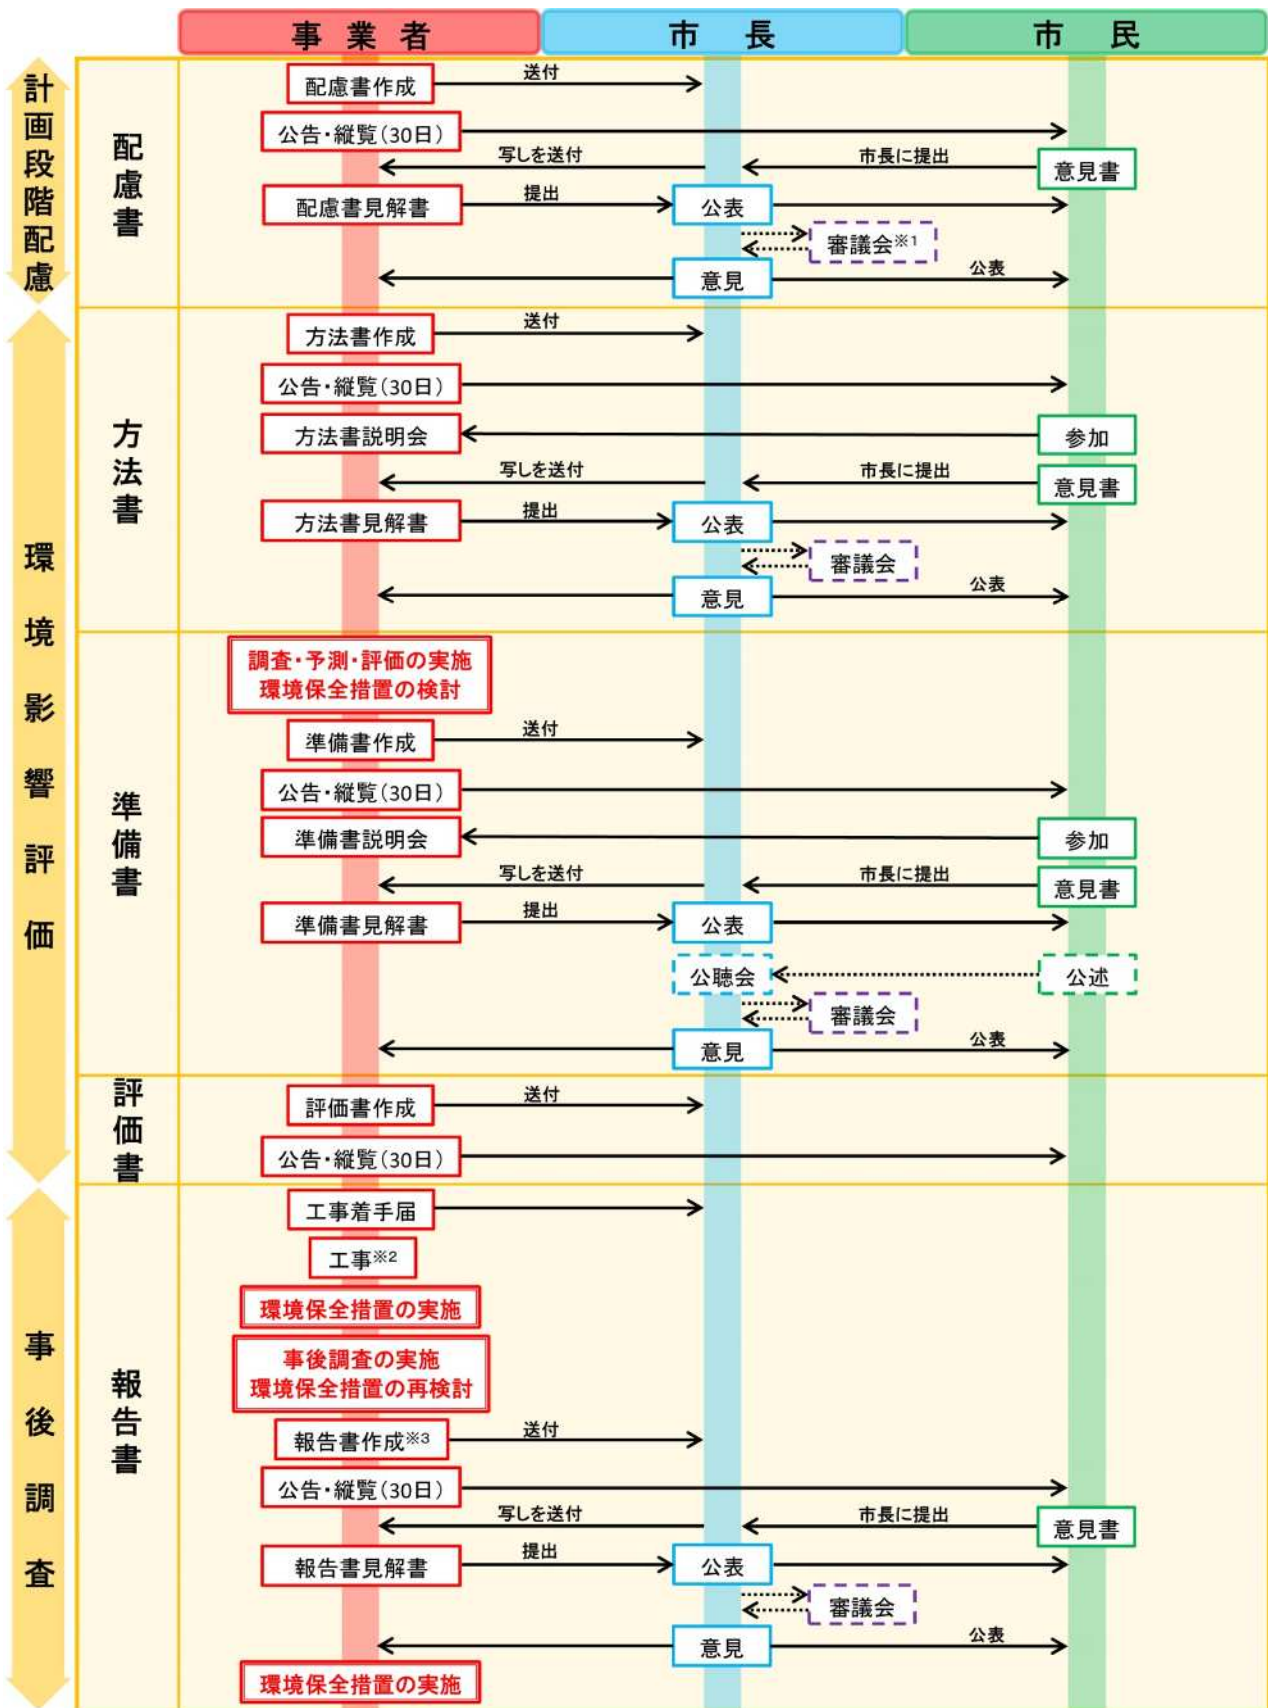 事業者
市長
市民
計画段階配慮
配慮書
配慮書作成
送付
公告・縦覧(30日)
写しを送付
市長に提出
意見書
配慮書見解書
提出
公表
審議会※1
意見
公表
環境影響評価
方法書
方法書作成
送付
公告・縦覧(30日)
方法書説明会
参加
写しを送付
市長に提出
意見書
方法書見解書
提出
公表
審議会
意見
公表
準備書
調査・予測・評価の実施
環境保全措置の検討
準備書作成
送付
公告・縦覧(30日)
準備書説明会
参加
写しを送付
市長に提出
意見書
準備書見解書
提出
公表
公聴会
公述
審議会
意見
公表
評価書
評価書作成
送付
公告・縦覧(30日)
事後調査
報告書
工事着手届
工事※2
環境保全措置の実施
事後調査の実施
環境保全措置の再検討
報告書作成※3
送付
公告・縦覧(30日)
写しを送付
市長に提出
意見書
報告書見解書
提出
公表
審議会
意見
公表
環境保全措置の実施